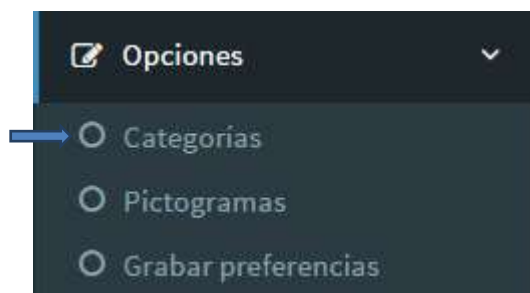 Opciones
Categorías
Pictogramas
Grabar preferencias